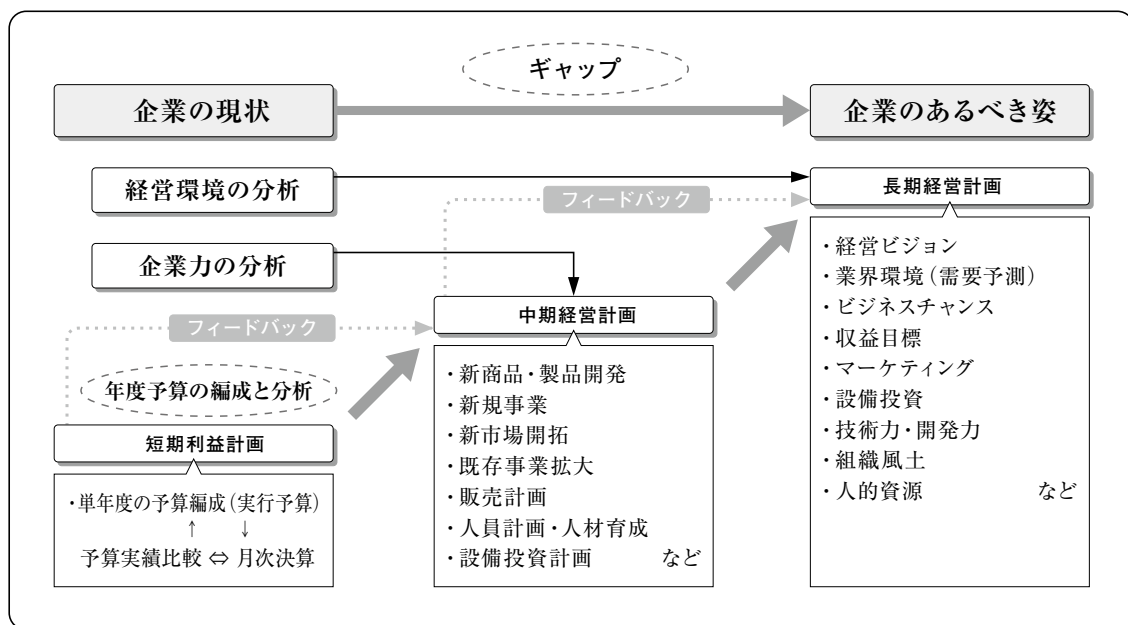 ギャップ
企業の現状
企業のあるべき姿
経営環境の分析
長期経営計画
フィードバック
・経営ビジョン
・業界環境(需要予測)
・ビジネスチャンス
・収益目標
・マーケティング
・設備投資
・技術力・開発力
・組織風土
・人的資源 など
企業力の分析
中期経営計画
フィードバック
・新商品・製品開発
・新規事業
・新市場開拓
・既存事業拡大
・販売計画
・人員計画・人材育成
・設備投資計画 など
年度予算の編成と分析
短期利益計画
・単年度の予算編成(実行予算)
↑ ↓
予算実績比較 ⇔ 月次決算